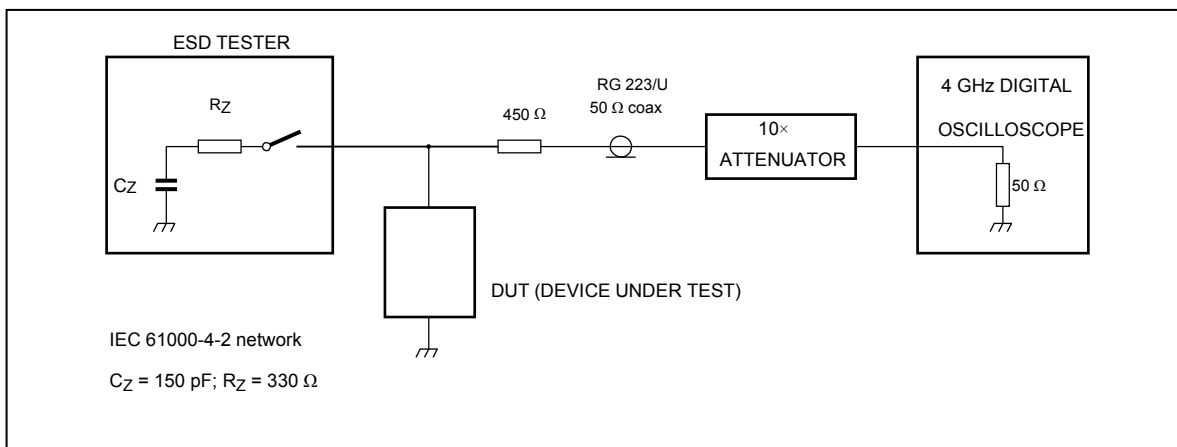 ESD TESTER
RZ
CZ
450 Ω
RG 223/U
50 Ω coax
10×
ATTENUATOR
4 GHz DIGITAL
OSCILLOSCOPE
50 Ω
DUT (DEVICE UNDER TEST)
IEC 61000-4-2 network
CZ = 150 pF; RZ = 330 Ω